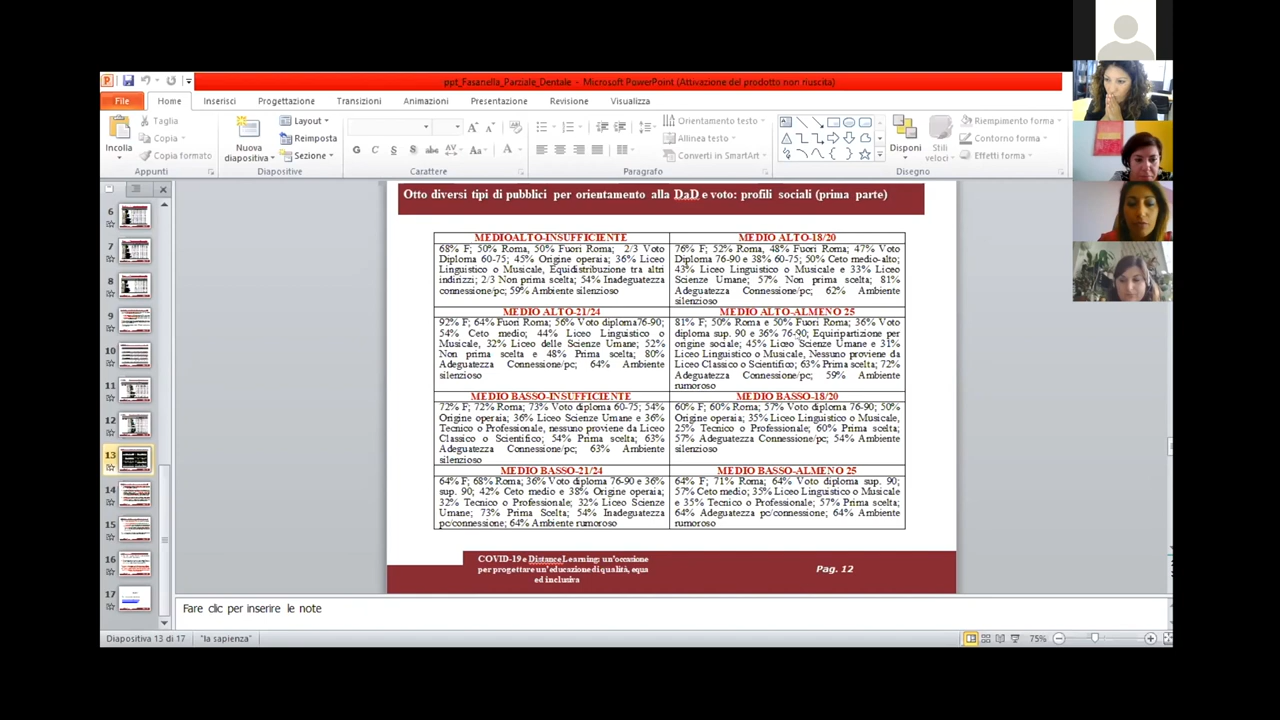 ppt_Fasanella_Parziale_Dentale - Microsoft PowerPoint (Attivazione del prodotto non riuscita)
File Home Inserisci Progettazione Transizioni Animazioni Presentazione Revisione Visualizza
Incolla
Taglia
Copia
Copia formato
Appunti
Nuova diapositiva
Layout
Reimposta
Sezione
Diapositive
G C S S abc AV Aa A
Carattere
Paragrafo
Orientamento testo
Allinea testo
Converti in SmartArt
Disponi
Stili veloci
Riempimento forma
Contorno forma
Effetti forma
Disegno
6
7
8
9
10
11
12
13
14
15
16
17
Otto diversi tipi di pubblici per orientamento alla DaD e voto: profili sociali (prima parte)
MEDIOALTO-INSUFFICIENTE
68% F; 50% Roma, 50% Fuori Roma; 2/3 Voto
Diploma 60-75; 45% Origine operaia; 36% Liceo
Linguistico o Musicale, Equidistribuzione tra altri
indirizzi; 2/3 Non prima scelta; 54% Inadeguatezza
connessione/pc; 59% Ambiente silenzioso
MEDIO ALTO-18/20
76% F; 52% Roma, 48% Fuori Roma; 47% Voto
Diploma 76-90 e 38% 60-75; 50% Ceto medio-alto;
43% Liceo Linguistico o Musicale e 33% Liceo
Scienze Umane; 57% Non prima scelta; 81%
Adeguatezza Connessione/pc; 62% Ambiente
silenzioso
MEDIO ALTO-21/24
92% F; 64% Fuori Roma; 56% Voto diploma76-90;
54% Ceto medio; 44% Liceo Linguistico o
Musicale, 32% Liceo delle Scienze Umane; 52%
Non prima scelta e 48% Prima scelta; 80%
Adeguatezza Connessione/pc; 64% Ambiente
silenzioso
MEDIO ALTO-ALMENO 25
81% F; 50% Roma e 50% Fuori Roma; 36% Voto
diploma sup. 90 e 36% 76-90; Equiripartizione per
origine sociale; 45% Liceo Scienze Umane e 31%
Liceo Linguistico o Musicale, Nessuno proviene da
Liceo Classico o Scientifico; 63% Prima scelta; 72%
Adeguatezza Connessione/pc; 59% Ambiente
rumoroso
MEDIO BASSO-INSUFFICIENTE
72% F; 72% Roma; 73% Voto diploma 60-75; 54%
Origine operaia; 36% Liceo Scienze Umane e 36%
Tecnico o Professionale, nessuno proviene da Liceo
Classico o Scientifico; 54% Prima scelta; 63%
Adeguatezza Connessione/pc; 63% Ambiente
silenzioso
MEDIO BASSO-18/20
60% F; 60% Roma; 57% Voto diploma 76-90; 50%
Origine operaia; 35% Liceo Linguistico o Musicale,
25% Tecnico o Professionale; 60% Prima scelta;
57% Adeguatezza Connessione/pc; 54% Ambiente
silenzioso
MEDIO BASSO-21/24
64% F; 68% Roma; 36% Voto diploma 76-90 e 36%
sup. 90; 42% Ceto medio e 38% Origine operaia;
32% Tecnico o Professionale; 32% Liceo Scienze
Umane; 73% Prima Scelta; 54% Inadeguatezza
pc/connessione; 64% Ambiente rumoroso
MEDIO BASSO-ALMENO 25
64% F; 71% Roma; 64% Voto diploma sup. 90;
57% Ceto medio; 35% Liceo Linguistico o Musicale
e 35% Tecnico o Professionale; 57% Prima scelta;
64% Adeguatezza pc/connessione; 64% Ambiente
rumoroso
COVID-19 e Distance Learning: un'occasione
per progettare un'educazione di qualità, equa
ed inclusiva
Pag. 12
Fare clic per inserire le note
Diapositiva 13 di 17 "la sapienza" 75%